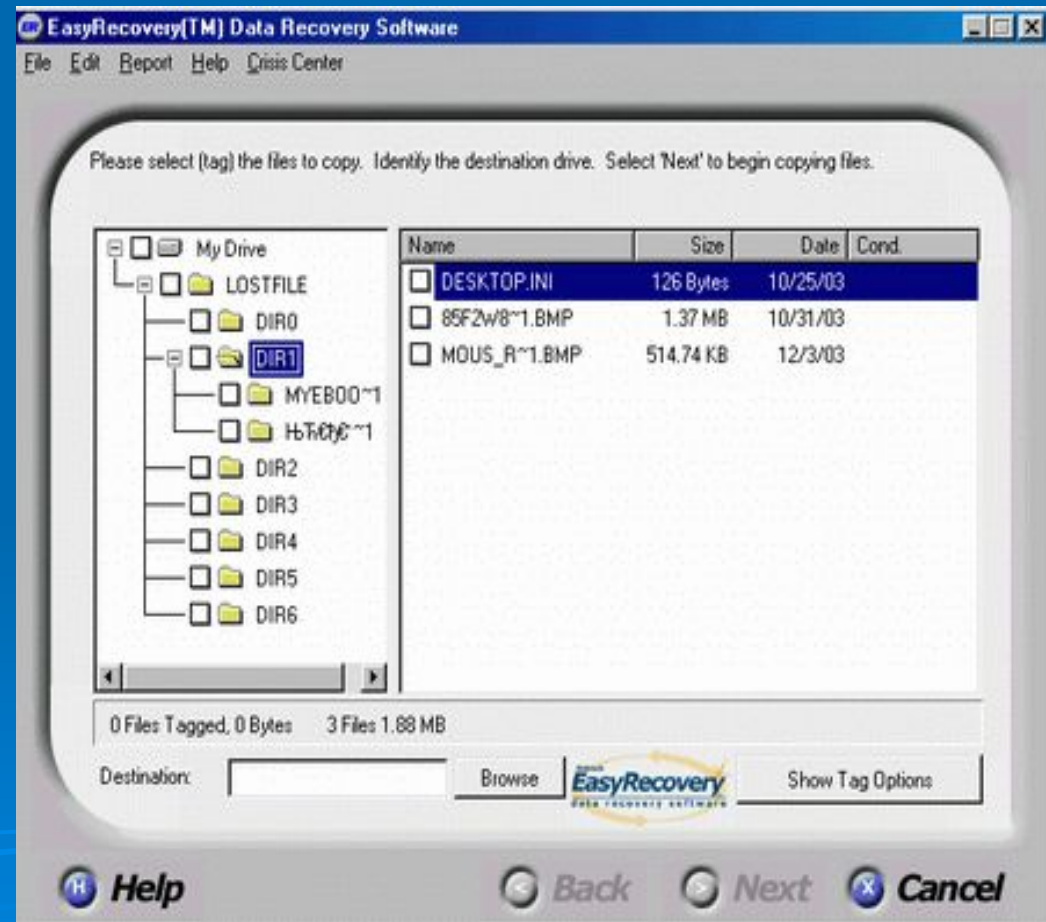 EasyRecovery(TM) Data Recovery Software
File Edit Report Help Crisis Center
Please select (tag) the files to copy. Identify the destination drive. Select 'Next' to begin copying files.
My Drive
LOSTFILE
DIR0
DIR1
MYEBOO~1
DIR2
DIR3
DIR4
DIR5
DIR6
Name Size Date Cond.
DESKTOP.INI 126 Bytes 10/25/03
85F2W8~1.BMP 1.37 MB 10/31/03
MOUS_R~1.BMP 514.74 KB 12/3/03
0 Files Tagged, 0 Bytes 3 Files 1.88 MB
Destination: Browse
EasyRecovery
data recovery software
Show Tag Options
Help Back Next Cancel